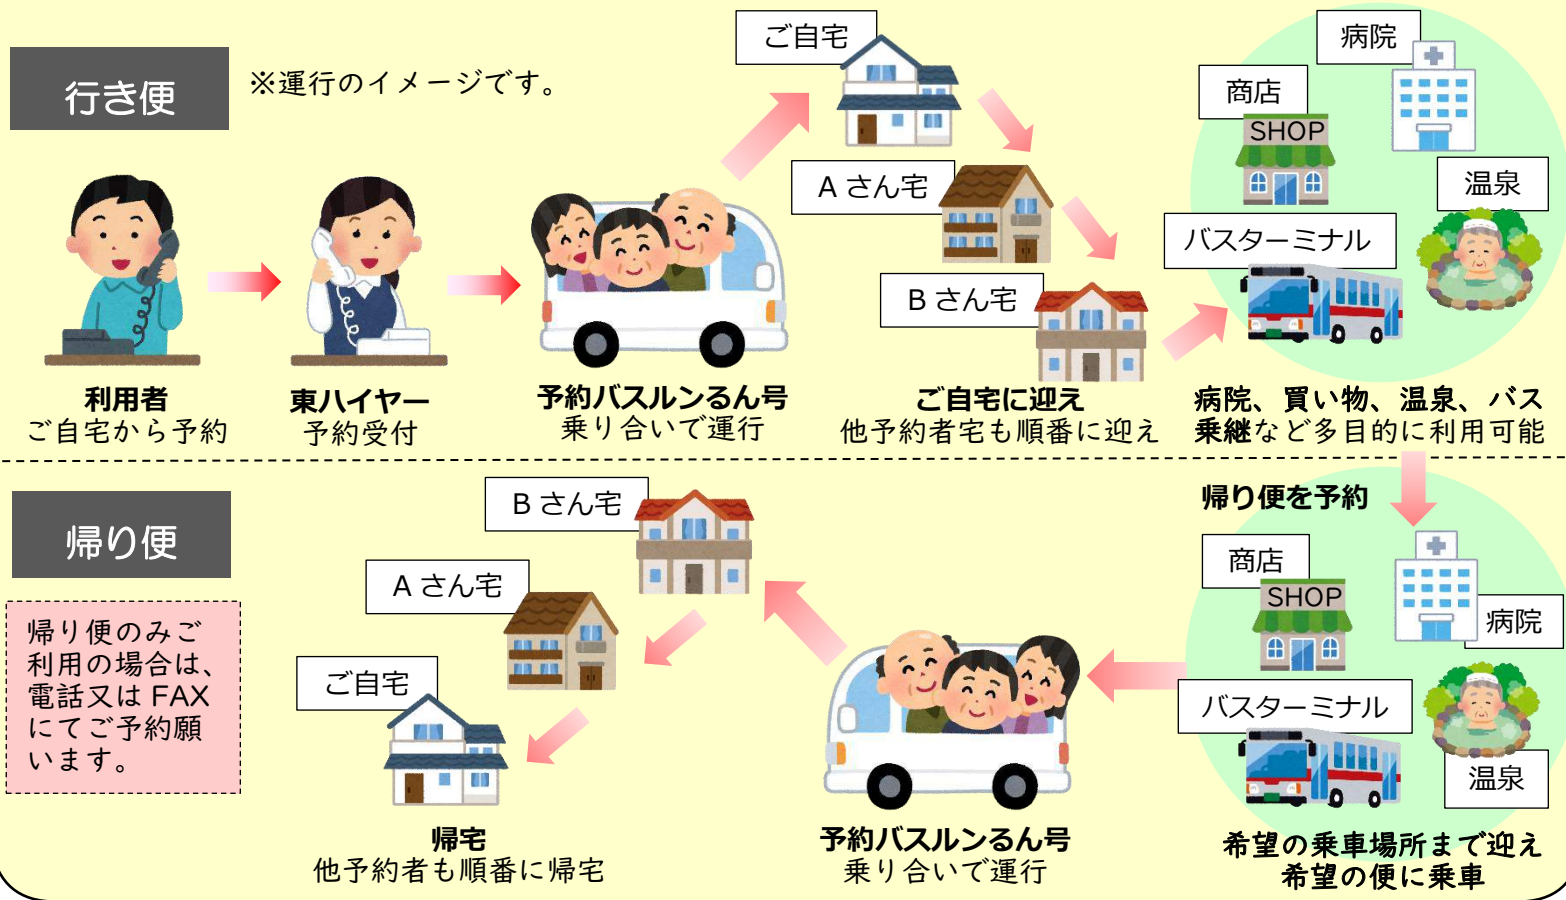 行き便
※運行のイメージです。
ご自宅
Aさん宅
Bさん宅
病院
商店
SHOP
温泉
バスターミナル
利用者
ご自宅から予約
東ハイヤー
予約受付
予約バスルンるん号
乗り合いで運行
ご自宅に迎え
他予約者宅も順番に迎え
病院、買い物、温泉、バス
乗継など多目的に利用可能
帰り便
帰り便のみご
利用の場合は、
電話又は FAX
にてご予約願
います。
帰り便を予約
商店
SHOP
病院
バスターミナル
温泉
希望の乗車場所まで迎え
希望の便に乗車
予約バスルンるん号
乗り合いで運行
Bさん宅
Aさん宅
ご自宅
帰宅
他予約者も順番に帰宅